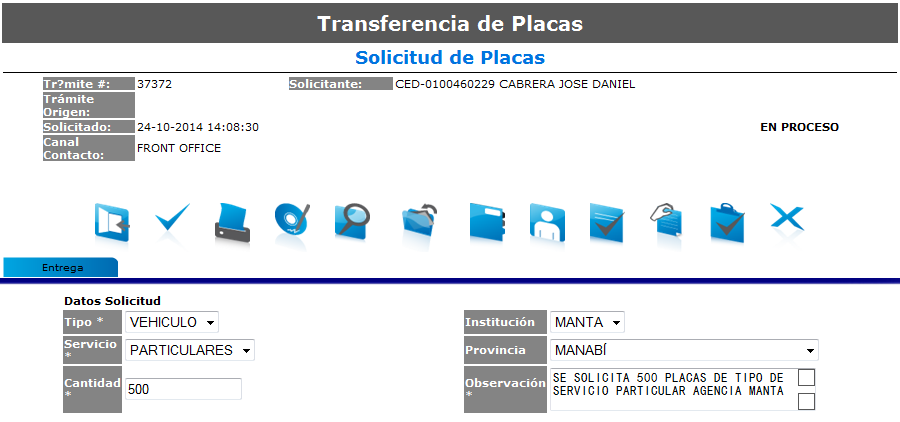 Transferencia de Placas
Solicitud de Placas
Tr?mite #: 37372 Solicitante: CED-0100460229 CABRERA JOSE DANIEL
Trámite
Origen:
Solicitado: 24-10-2014 14:08:30 EN PROCESO
Canal
Contacto: FRONT OFFICE
Entrega
Datos Solicitud
Tipo * VEHICULO Institución MANTA
Servicio
* PARTICULARES Provincia MANABÍ
Cantidad
* 500
Observación
*
SE SOLICITA 500 PLACAS DE TIPO DE
SERVICIO PARTICULAR AGENCIA MANTA